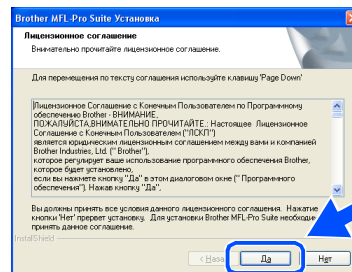 Brother MFL-Pro Suite Установка
Лицензионное соглашение
Внимательно прочитайте лицензионное соглашение.
Для перемещения по тексту соглашения используйте клавишу 'Page Down'
Лицензионное Соглашение с Конечным Пользователем по Программному
обеспечению Brother - ВНИМАНИЕ,
ПОЖАЛУЙСТА,ВНИМАТЕЛЬНО ПРОЧИТАЙТЕ.: Настоящее Лицензионное
Соглашение с Конечным Пользователем ("ЛСКП")
является юридическим лицензионным соглашением между вами и компанией
Brother Industries, Ltd. (" Brother"),
которое регулирует ваше использование программного обеспечения Brother,
которое будет установлено,
если вы нажмете кнопку "Да" в этом диалоговом окне (" Программного
обеспечения"). Нажав кнопку "Да",
Вы должны принять все условия данного лицензионного соглашения. Нажатие
кнопки 'Нет' прервет установку. Для установки Brother MFL-Pro Suite необходимо
принять данное соглашение.
InstallShield
< Назад Да Нет